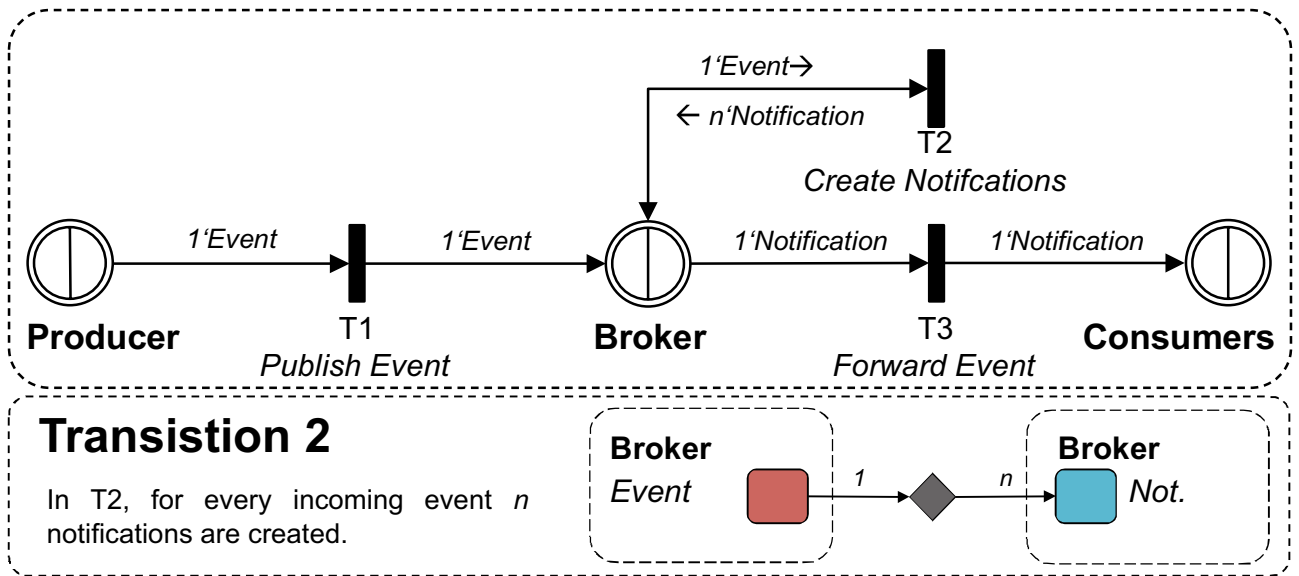 1‘Event→
← n‘Notification
T2
Create Notifcations
1‘Event
1‘Event
1‘Notification
1‘Notification
Producer
T1
Publish Event
Broker
T3
Forward Event
Consumers
Transistion 2
In T2, for every incoming event n
notifications are created.
Broker
Event
1
n
Broker
Not.